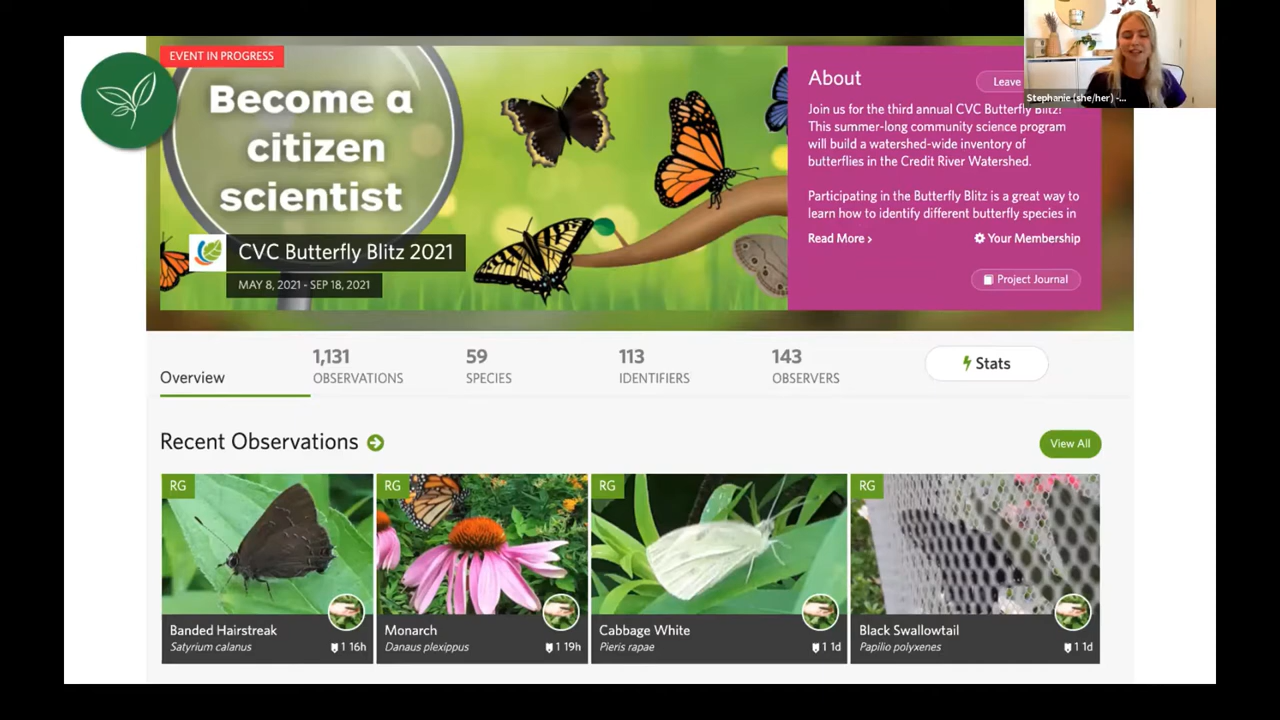 EVENT IN PROGRESS
Become a
citizen
scientist
CVC Butterfly Blitz 2021
MAY 8, 2021 - SEP 18, 2021
About
Leave
Join us for the third annual CVC Butterfly Blitz!
This summer-long community science program
will build a watershed-wide inventory of
butterflies in the Credit River Watershed.
Participating in the Butterfly Blitz is a great way to
learn how to identify different butterfly species in
Read More ›
Your Membership
Project Journal
Stephanie (she/her) -...
Overview
1,131
OBSERVATIONS
59
SPECIES
113
IDENTIFIERS
143
OBSERVERS
Stats
Recent Observations
View All
RG
Banded Hairstreak
Satyrium calanus
1 16h
RG
Monarch
Danaus plexippus
1 19h
RG
Cabbage White
Pieris rapae
1 1d
RG
Black Swallowtail
Papilio polyxenes
1 1d